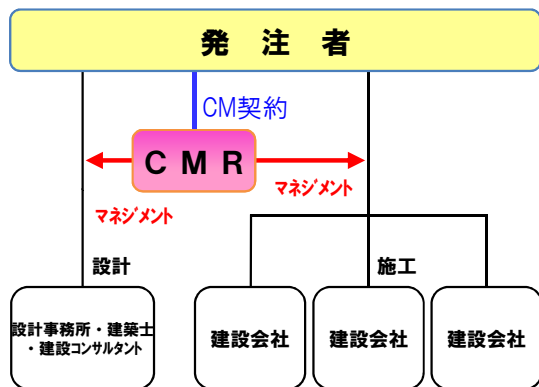 発 注 者
CM契約
CMR
マネジメント
マネジメント
設計
施工
設計事務所・建築士
・建設コンサルタント
建設会社
建設会社
建設会社